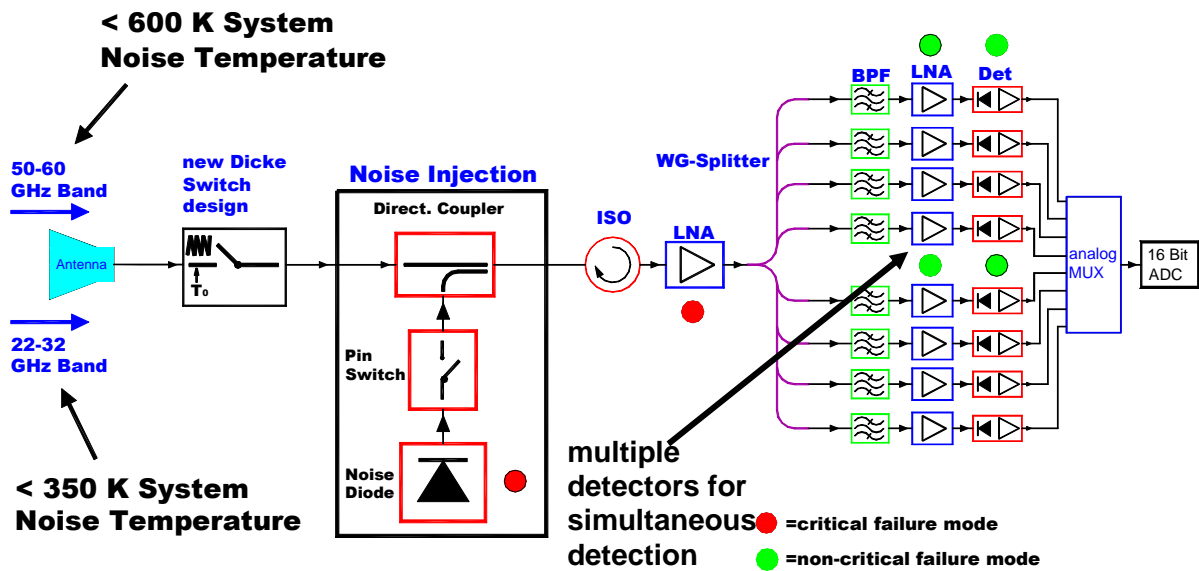 < 600 K System
Noise Temperature
50-60
GHz Band
Antenna
22-32
GHz Band
< 350 K System
Noise Temperature
new Dicke
Switch
design
T₀
Noise Injection
Direct. Coupler
Pin
Switch
Noise
Diode
ISO
LNA
WG-Splitter
BPF
LNA
Det
analog
MUX
16 Bit
ADC
multiple
detectors for
simultaneous
detection
=critical failure mode
=non-critical failure mode